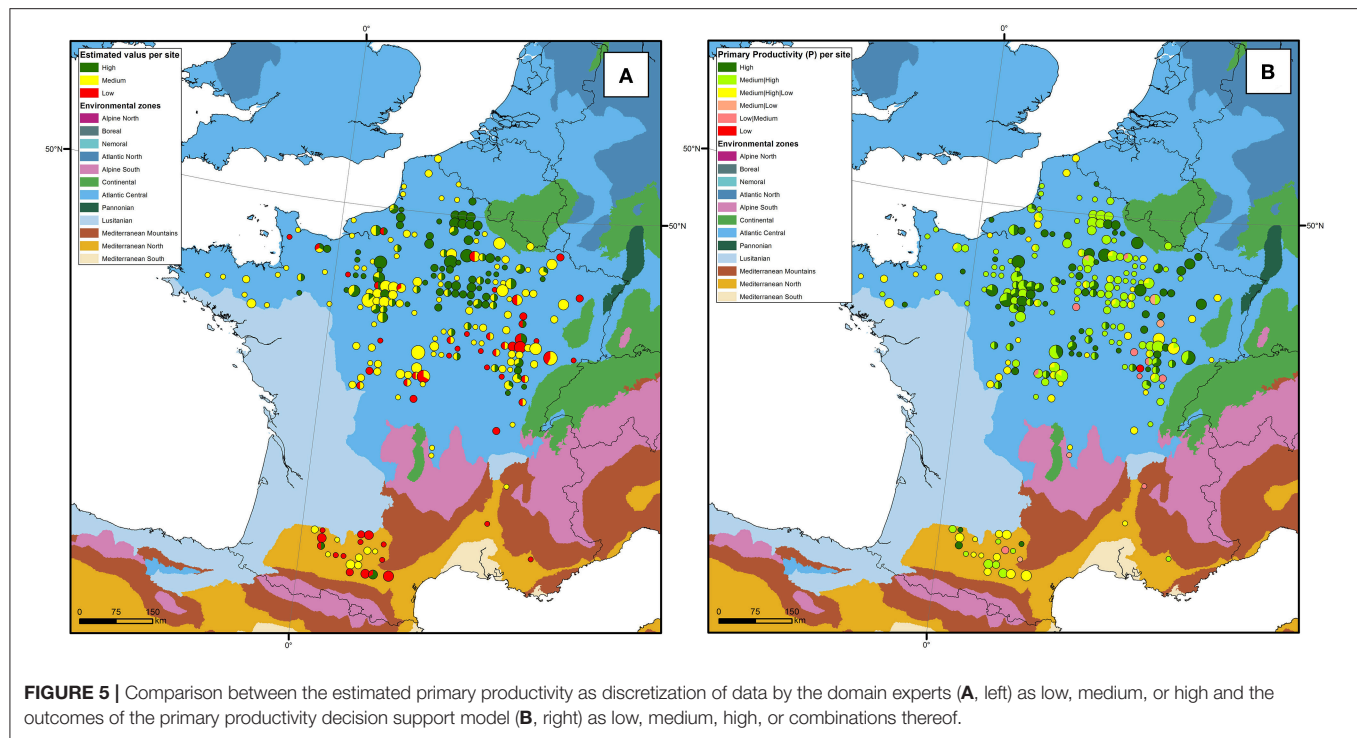 0°
0°
Estimated valus per site
High
Medium
Low
Environmental zones
Alpine North
Boreal
Nemoral
Atlantic North
Alpine South
Continental
Atlantic Central
Pannonian
Lusitanian
Mediterranean Mountains
Mediterranean North
Mediterranean South
A
50°N
50°N
0 75 150
km
0°
Primary Productivity (P) per site
High
Medium|High
Medium|High|Low
Medium|Low
Low|Medium
Low
Environmental zones
Alpine North
Boreal
Nemoral
Atlantic North
Alpine South
Continental
Atlantic Central
Pannonian
Lusitanian
Mediterranean Mountains
Mediterranean North
Mediterranean South
B
50°N
50°N
0 75 150
km
0°
FIGURE 5 | Comparison between the estimated primary productivity as discretization of data by the domain experts (A, left) as low, medium, or high and the
outcomes of the primary productivity decision support model (B, right) as low, medium, high, or combinations thereof.